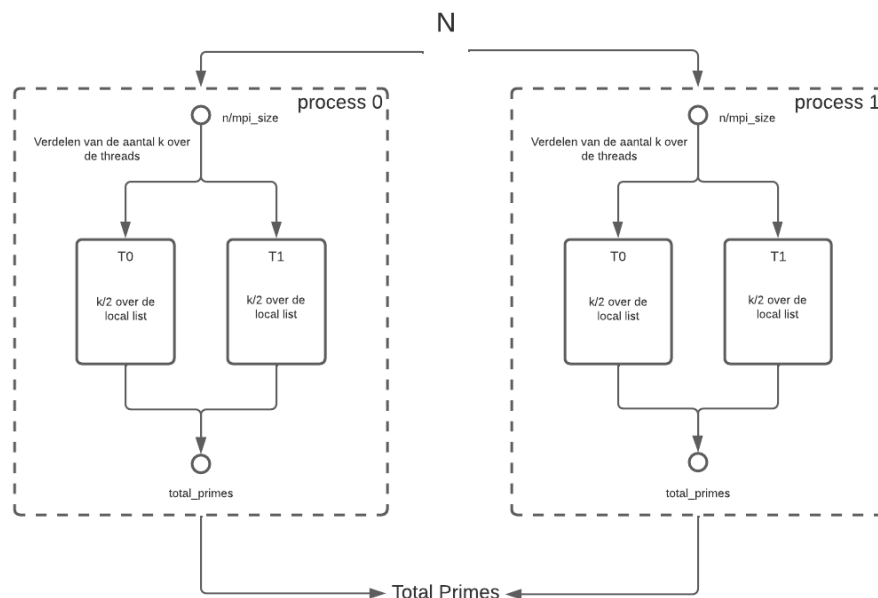 N
process 0
n/mpi_size
Verdelen van de aantal k over
de threads
T0
k/2 over de
local list
T1
k/2 over de
local list
total_primes
process 1
n/mpi_size
Verdelen van de aantal k over
de threads
T0
k/2 over de
local list
T1
k/2 over de
local list
total_primes
Total Primes